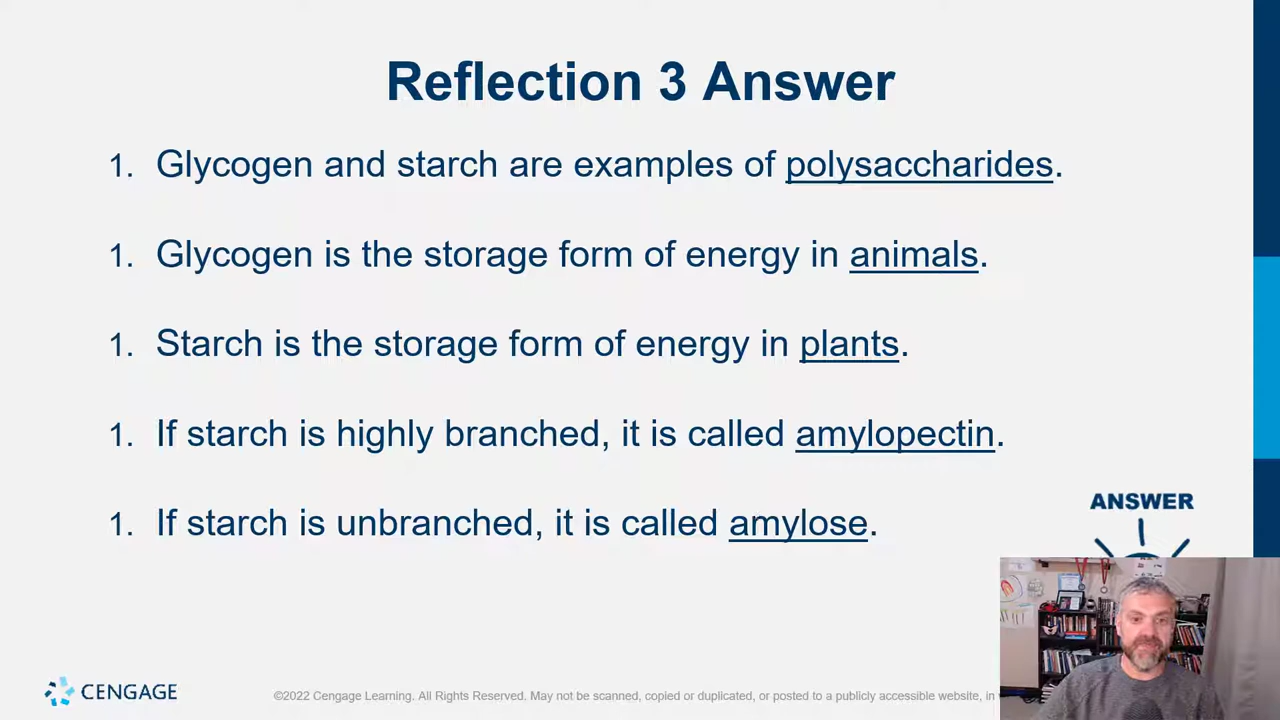 Reflection 3 Answer
1. Glycogen and starch are examples of polysaccharides.
1. Glycogen is the storage form of energy in animals.
1. Starch is the storage form of energy in plants.
1. If starch is highly branched, it is called amylopectin.
1. If starch is unbranched, it is called amylose.
ANSWER
CENGAGE
©2022 Cengage Learning. All Rights Reserved. May not be scanned, copied or duplicated, or posted to a publicly accessible website, in